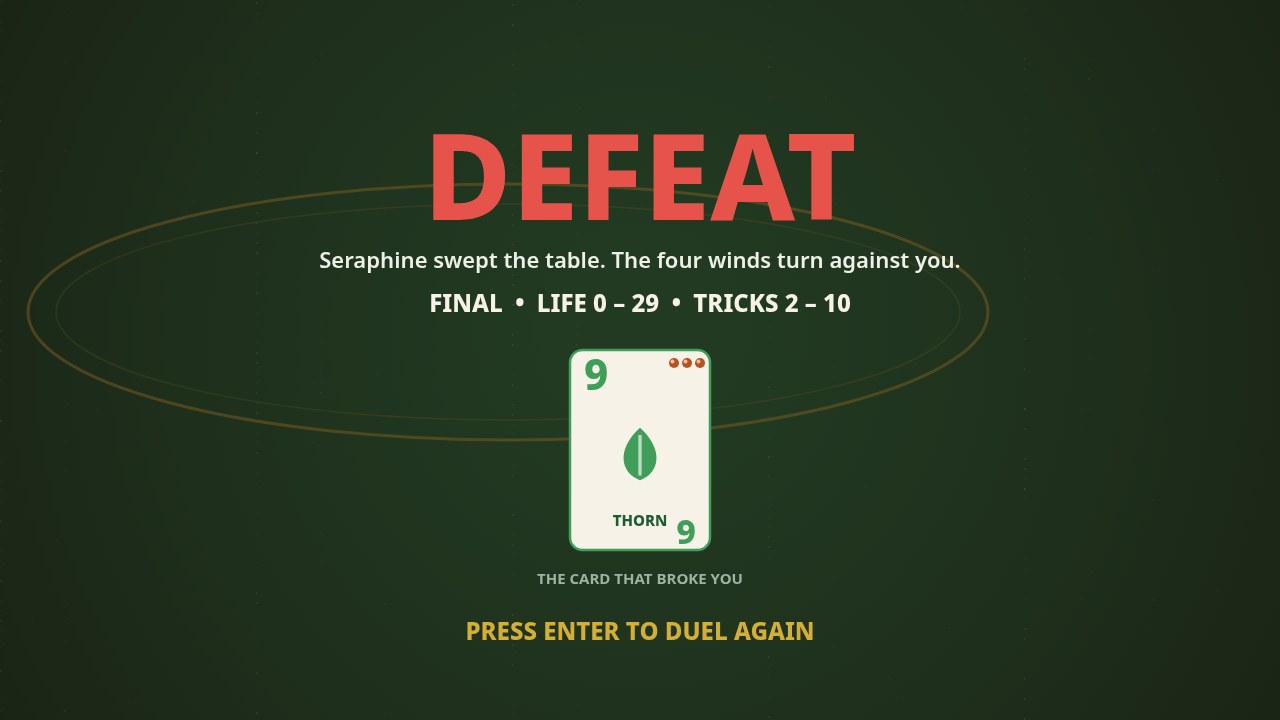 DEFEAT
Seraphine swept the table. The four winds turn against you.
FINAL • LIFE 0 – 29 • TRICKS 2 – 10
9
THORN
9
THE CARD THAT BROKE YOU
PRESS ENTER TO DUEL AGAIN